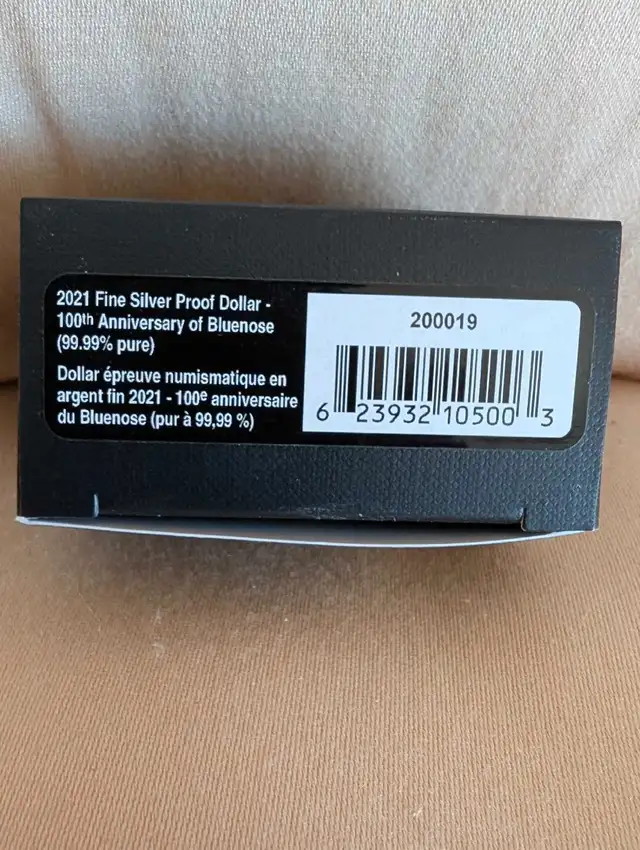 2021 Fine Silver Proof Dollar -
100th Anniversary of Bluenose
(99.99% pure)
Dollar épreuve numismatique en
argent fin 2021 - 100e anniversaire
du Bluenose (pur à 99,99 %)
200019
6 23932 10500 3